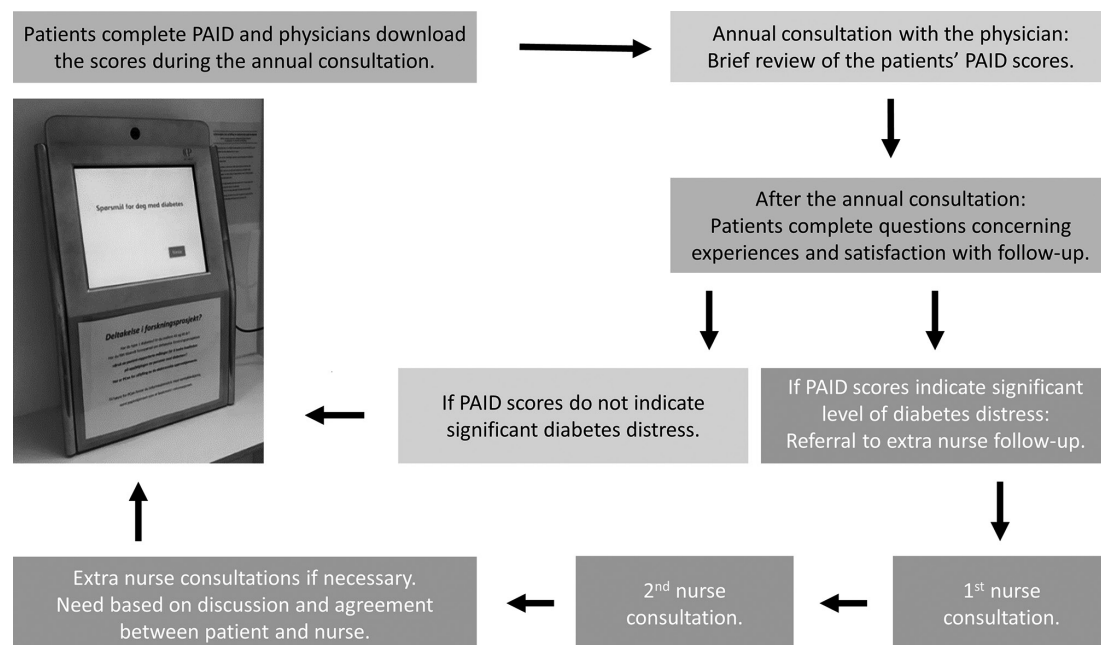 Patients complete PAID and physicians download
the scores during the annual consultation.
Annual consultation with the physician:
Brief review of the patients’ PAID scores.
Spørsmål for deg med diabetes
After the annual consultation:
Patients complete questions concerning
experiences and satisfaction with follow-up.
Deltakelse i forskningsprosjekt?
If PAID scores do not indicate
significant diabetes distress.
If PAID scores indicate significant
level of diabetes distress:
Referral to extra nurse follow-up.
Extra nurse consultations if necessary.
Need based on discussion and agreement
between patient and nurse.
2nd nurse
consultation.
1st nurse
consultation.